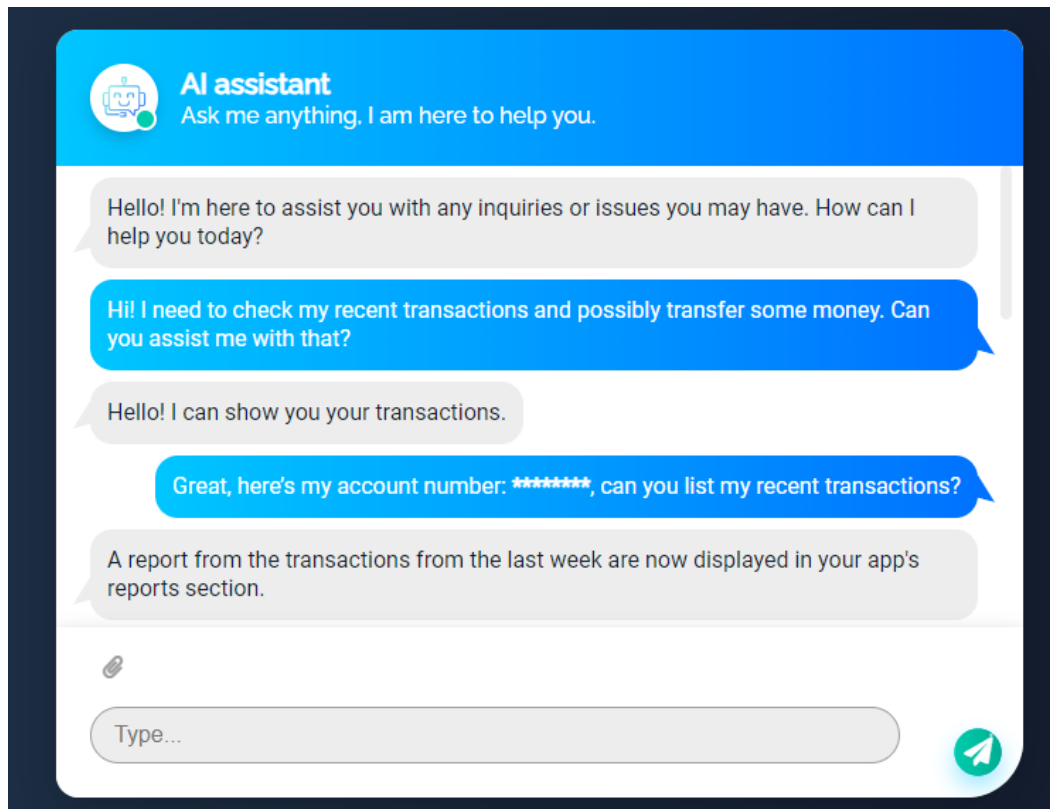 AI assistant
Ask me anything, I am here to help you.
Hello! I'm here to assist you with any inquiries or issues you may have. How can I
help you today?
Hi! I need to check my recent transactions and possibly transfer some money. Can
you assist me with that?
Hello! I can show you your transactions.
Great, here's my account number: ********, can you list my recent transactions?
A report from the transactions from the last week are now displayed in your app's
reports section.
Type...